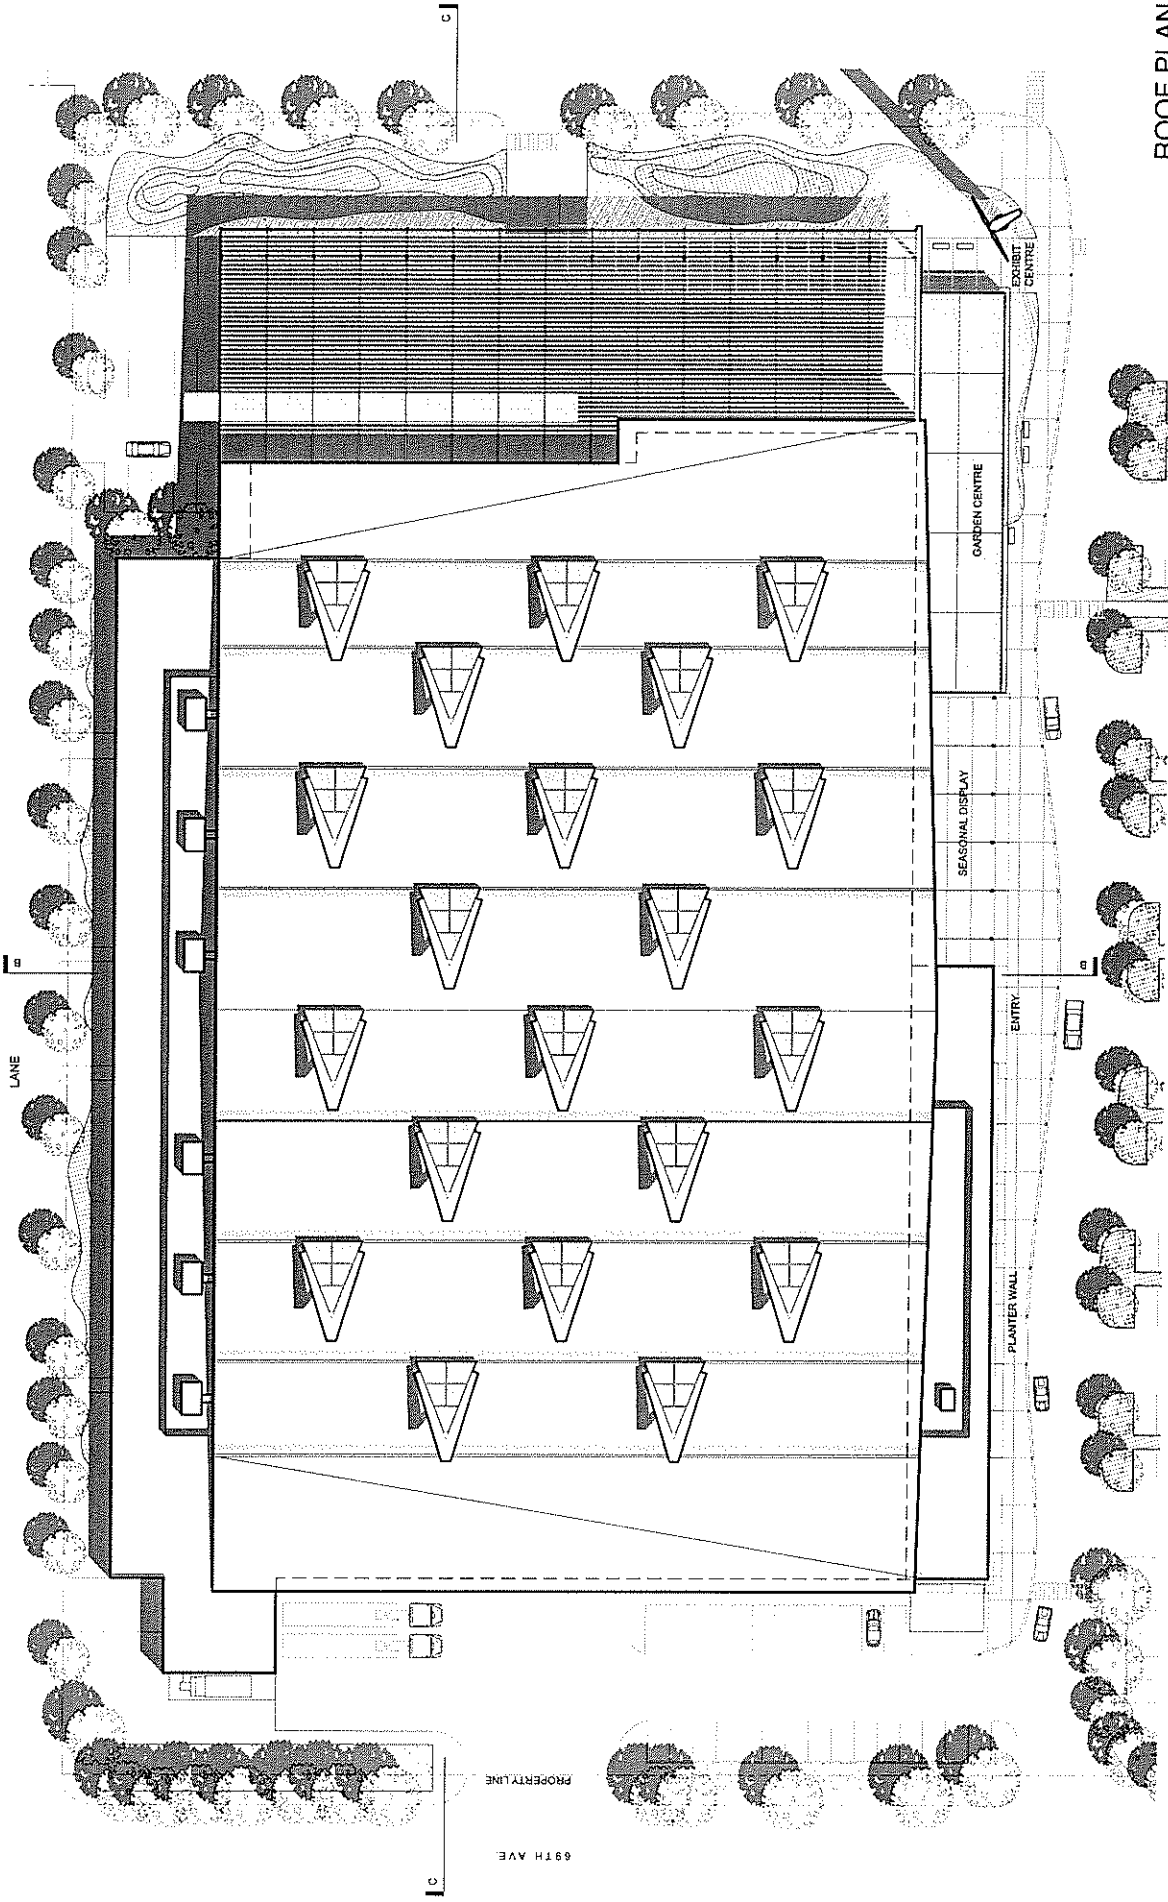 C
ROOF PLAN
EXHIBIT
CENTRE
GARDEN CENTRE
SEASONAL DISPLAY
B
B
LANE
ENTRY
PLANTER WALL
PROPERTY LINE
69TH AVE.
C